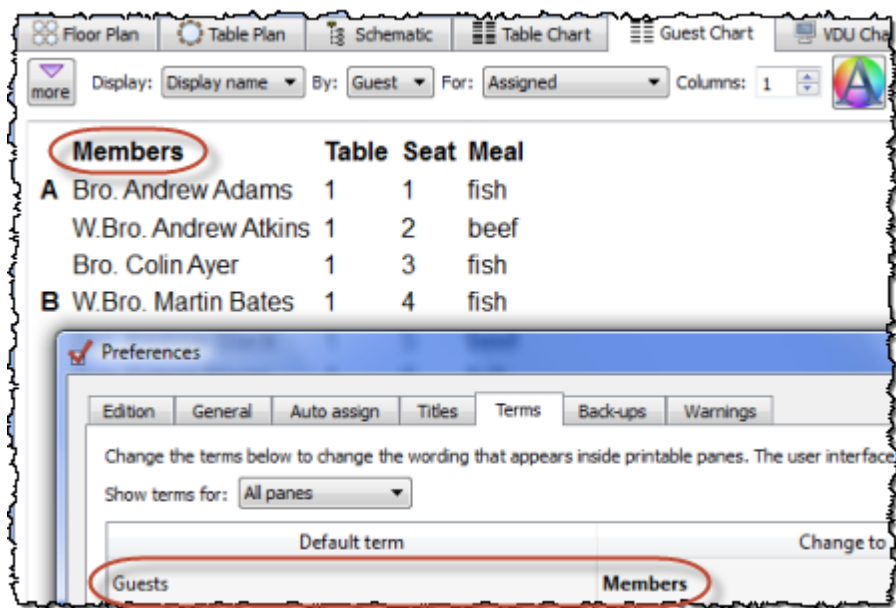 Floor Plan Table Plan Schematic Table Chart Guest Chart VDU Cha
more Display: Display name By: Guest For: Assigned Columns: 1 A
Members Table Seat Meal
A Bro. Andrew Adams 1 1 fish
W.Bro. Andrew Atkins 1 2 beef
Bro. Colin Ayer 1 3 fish
B W.Bro. Martin Bates 1 4 fish
Preferences
Edition General Auto assign Titles Terms Back-ups Warnings
Change the terms below to change the wording that appears inside printable panes. The user interface
Show terms for: All panes
Default term Change to
Guests Members